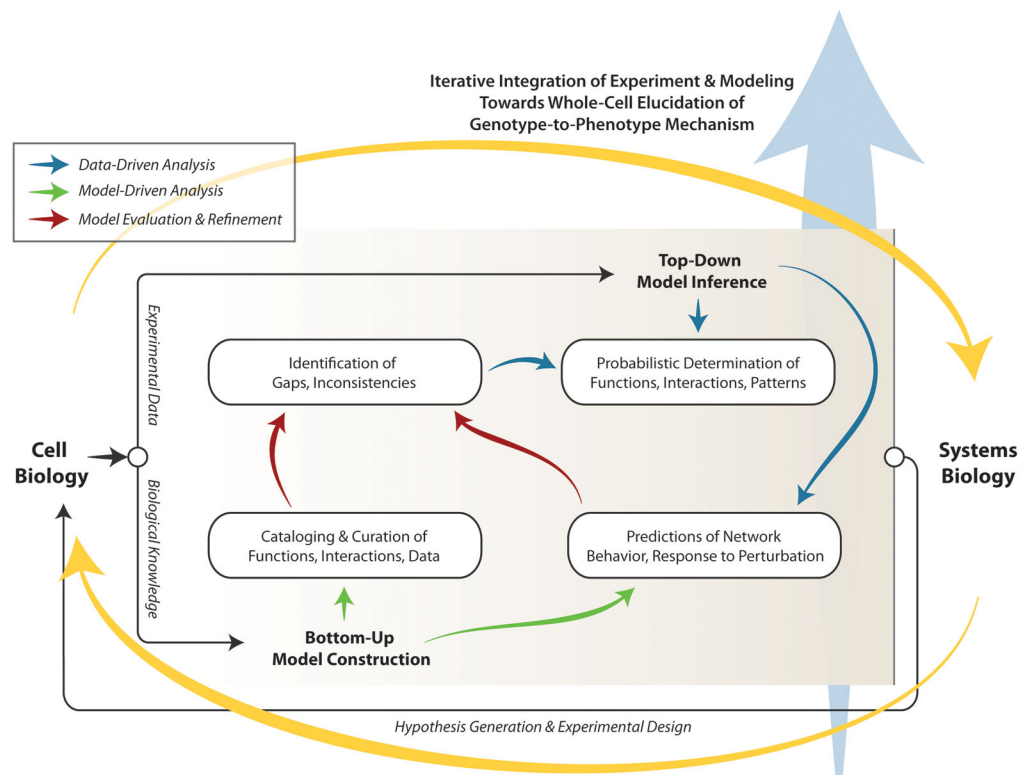 Iterative Integration of Experiment & Modeling
Towards Whole-Cell Elucidation of
Genotype-to-Phenotype Mechanism
Data-Driven Analysis
Model-Driven Analysis
Model Evaluation & Refinement
Top-Down
Model Inference
Experimental Data
Identification of
Gaps, Inconsistencies
Probabilistic Determination of
Functions, Interactions, Patterns
Cell
Biology
Systems
Biology
Biological Knowledge
Cataloging & Curation of
Functions, Interactions, Data
Predictions of Network
Behavior, Response to Perturbation
Bottom-Up
Model Construction
Hypothesis Generation & Experimental Design